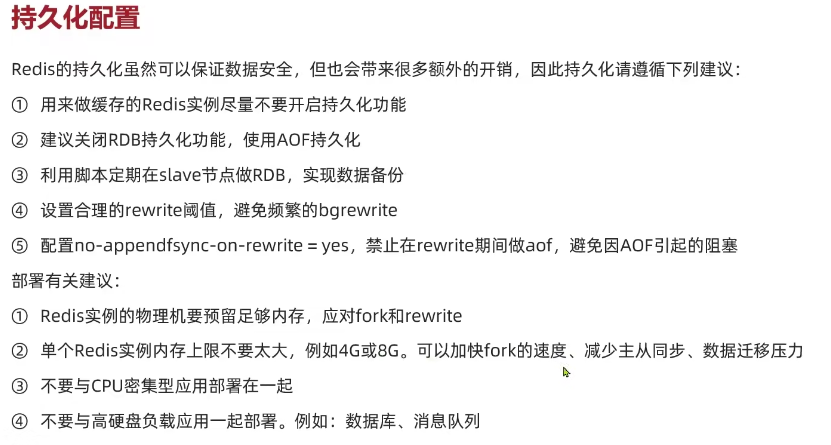 持久化配置
Redis的持久化虽然可以保证数据安全，但也会带来很多额外的开销，因此持久化请遵循下列建议：
① 用来做缓存的Redis实例尽量不要开启持久化功能
② 建议关闭RDB持久化功能，使用AOF持久化
③ 利用脚本定期在slave节点做RDB，实现数据备份
④ 设置合理的rewrite阈值，避免频繁的bgrewrite
⑤ 配置no-appendfsync-on-rewrite = yes，禁止在rewrite期间做aof，避免因AOF引起的阻塞
部署有关建议：
① Redis实例的物理机要预留足够内存，应对fork和rewrite
② 单个Redis实例内存上限不要太大，例如4G或8G。可以加快fork的速度、减少主从同步、数据迁移压力
③ 不要与CPU密集型应用部署在一起
④ 不要与高硬盘负载应用一起部署。例如：数据库、消息队列